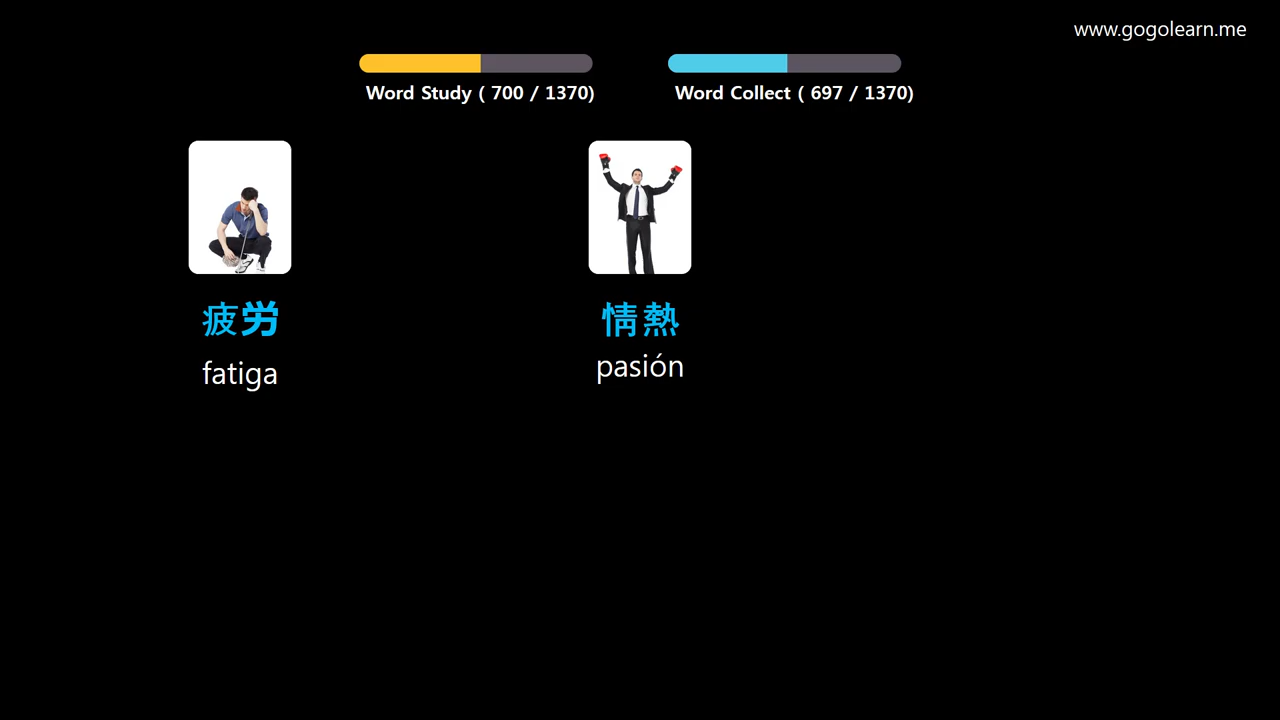 www.gogolearn.me
Word Study ( 700 / 1370)
Word Collect ( 697 / 1370)
疲労
fatiga
情熱
pasión